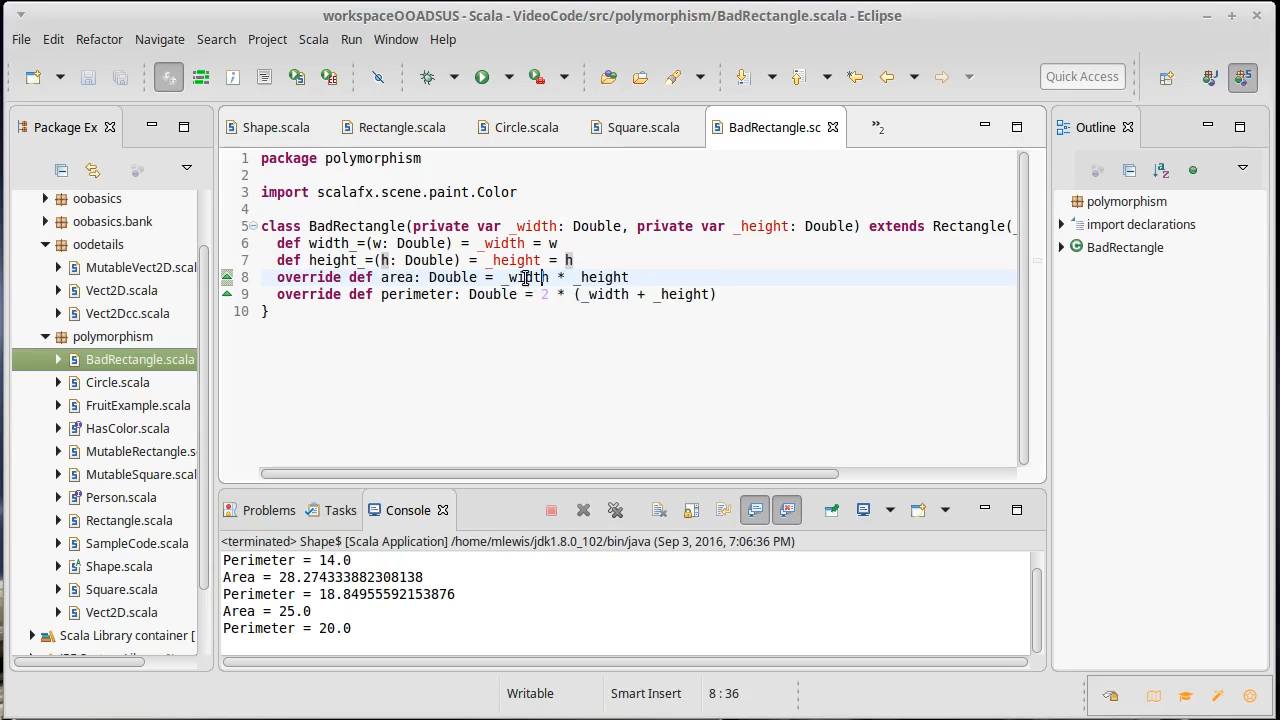 workspaceOOADSUS - Scala - VideoCode/src/polymorphism/BadRectangle.scala - Eclipse
File Edit Refactor Navigate Search Project Scala Run Window Help
Quick Access
Package Ex
Shape.scala Rectangle.scala Circle.scala Square.scala BadRectangle.sc »2
Outline
oobasics
oobasics.bank
oodetails
MutableVect2D.scal
Vect2D.scala
Vect2Dcc.scala
polymorphism
BadRectangle.scala
Circle.scala
FruitExample.scala
HasColor.scala
MutableRectangle.s
MutableSquare.scal
Person.scala
Rectangle.scala
SampleCode.scala
Shape.scala
Square.scala
Vect2D.scala
Scala Library container [
1 package polymorphism
2
3 import scalafx.scene.paint.Color
4
5 class BadRectangle(private var _width: Double, private var _height: Double) extends Rectangle(_
6 def width_=(w: Double) = _width = w
7 def height_=(h: Double) = _height = h
8 override def area: Double = _width * _height
9 override def perimeter: Double = 2 * (_width + _height)
10 }
polymorphism
import declarations
BadRectangle
Problems Tasks Console
<terminated> Shape$ [Scala Application] /home/mlewis/jdk1.8.0_102/bin/java (Sep 3, 2016, 7:06:36 PM)
Perimeter = 14.0
Area = 28.274333882308138
Perimeter = 18.84955592153876
Area = 25.0
Perimeter = 20.0
Writable Smart Insert 8 : 36